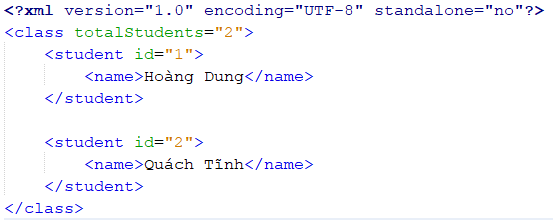 <?xml version="1.0" encoding="UTF-8" standalone="no"?>
<class totalStudents="2">
    <student id="1">
        <name>Hoàng Dung</name>
    </student>

    <student id="2">
        <name>Quách Tĩnh</name>
    </student>
</class>